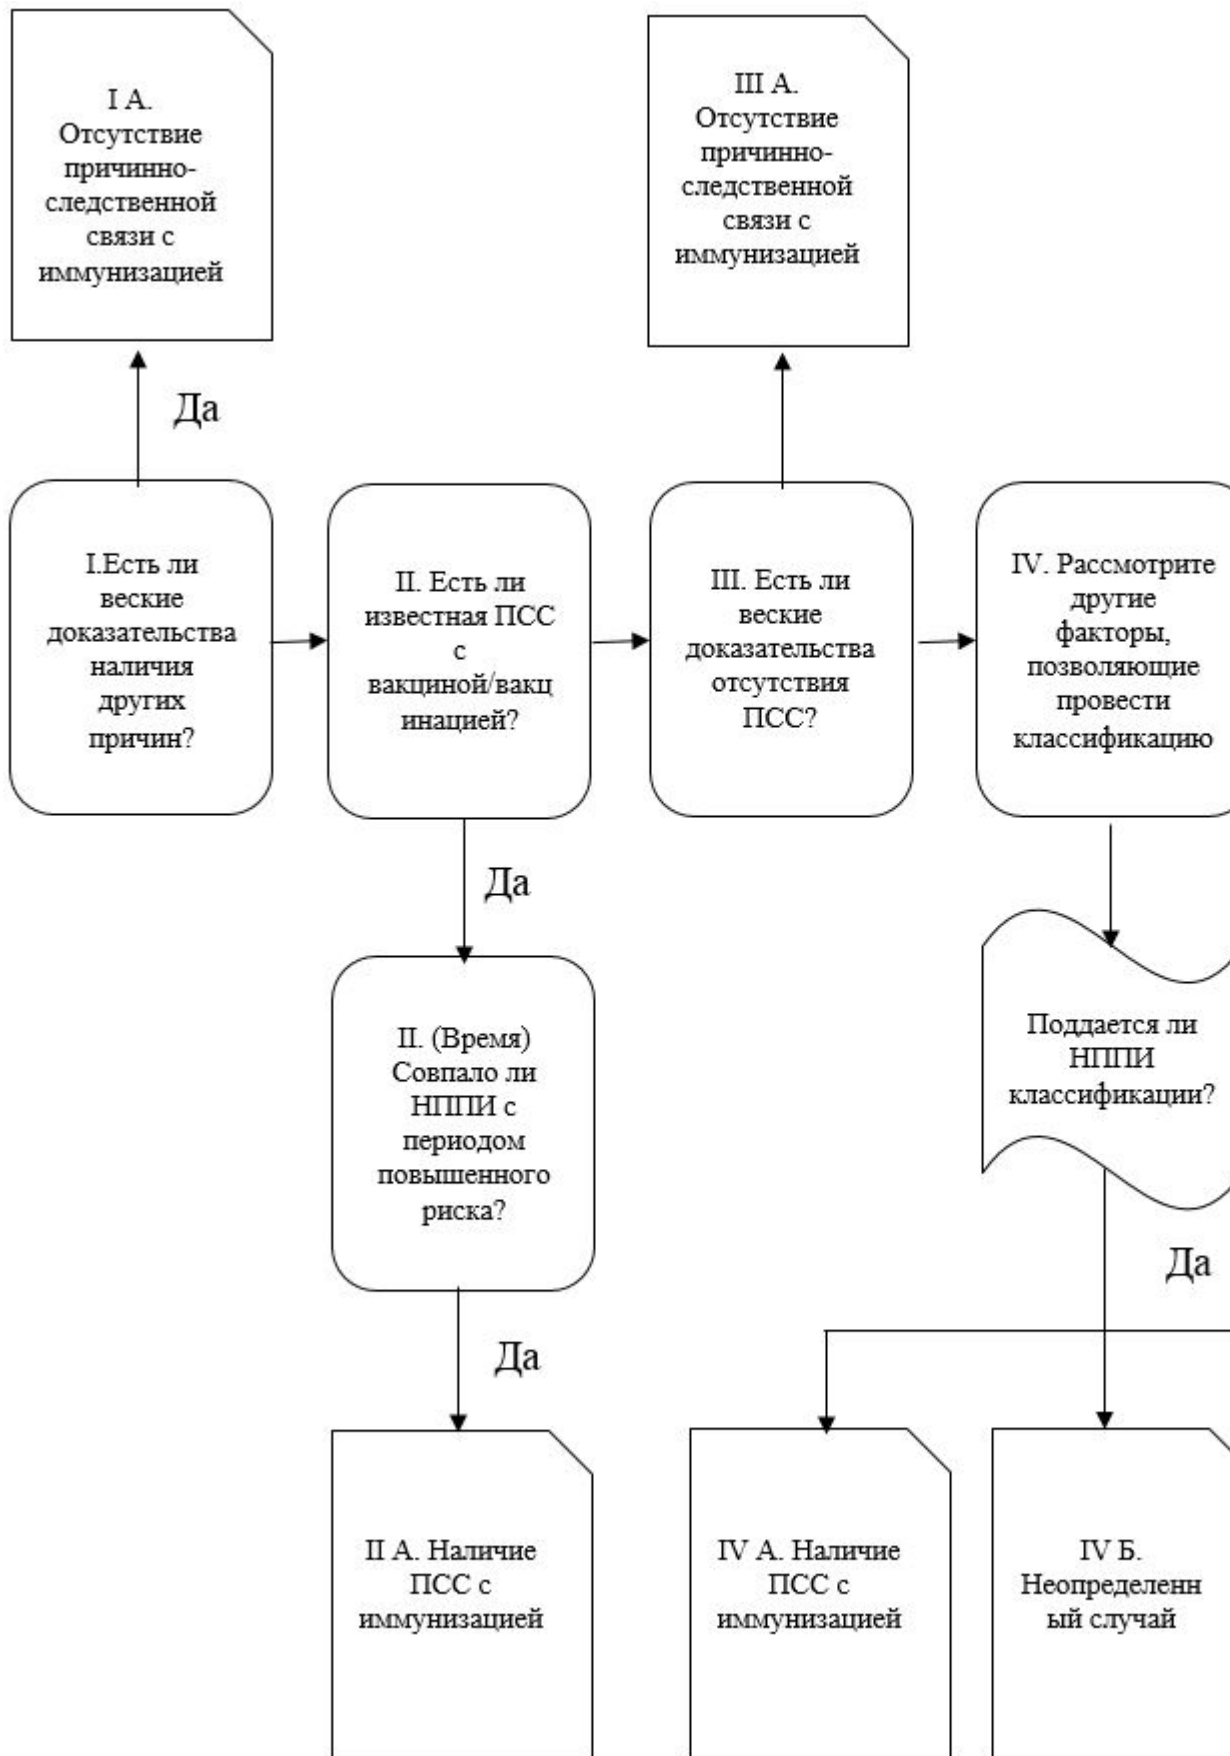 I А.
Отсутствие
причинно-
следственной
связи с
иммунизацией
III А.
Отсутствие
причинно-
следственной
связи с
иммунизацией
Да
I.Есть ли
веские
доказательства
наличия
других
причин?
II. Есть ли
известная ПСС
с
вакциной/вакц
инацией?
III. Есть ли
веские
доказательства
отсутствия
ПСС?
IV. Рассмотрите
другие
факторы,
позволяющие
провести
классификацию
Да
II. (Время)
Совпало ли
НППИ с
периодом
повышенного
риска?
Поддается ли
НППИ
классификации?
Да
Да
II А. Наличие
ПСС с
иммунизацией
IV А. Наличие
ПСС с
иммунизацией
IV Б.
Неопределенн
ый случай